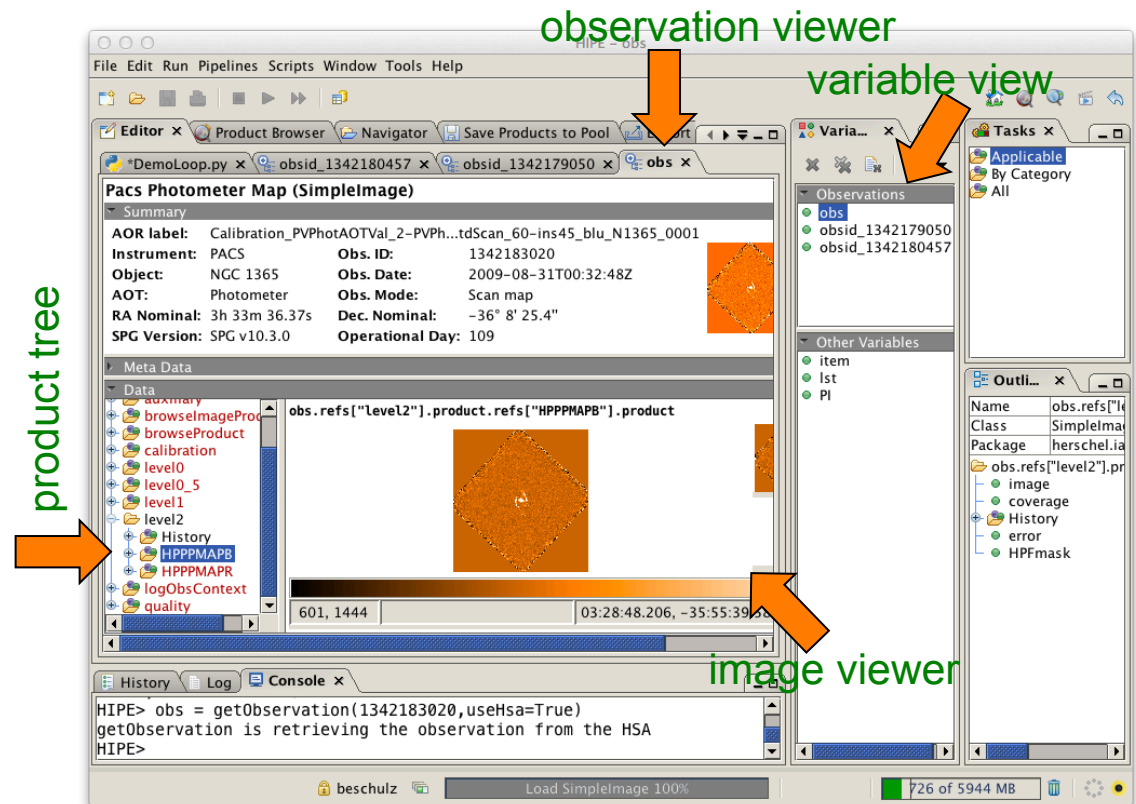 observation viewer
HIPE – obs
variable view
File Edit Run Pipelines Scripts Window Tools Help
Editor Product Browser Navigator Save Products to Pool
*DemoLoop.py obsid_1342180457 obsid_1342179050 obs
Pacs Photometer Map (SimpleImage)
Summary
AOR label: Calibration_PVPhotAOTVal_2-PVPh...tdScan_60-ins45_blu_N1365_0001
Instrument: PACS Obs. ID: 1342183020
Object: NGC 1365 Obs. Date: 2009-08-31T00:32:48Z
AOT: Photometer Obs. Mode: Scan map
RA Nominal: 3h 33m 36.37s Dec. Nominal: -36° 8' 25.4"
SPG Version: SPG v10.3.0 Operational Day: 109
Meta Data
Data
product tree
auxiliary
browseImageProd
browseProduct
calibration
level0
level0_5
level1
level2
History
HPPPMAPB
HPPPMAPR
logObsContext
quality
obs.refs["level2"].product.refs["HPPPMAPB"].product
601, 1444
03:28:48.206, -35:55:39
image viewer
Varia...
Observations
obs
obsid_1342179050
obsid_1342180457
Other Variables
item
lst
PI
Tasks
Applicable
By Category
All
Outli...
Name obs.refs["le
Class SimpleIma
Package herschel.ia
obs.refs["level2"].pr
image
coverage
History
error
HPFmask
History Log Console
HIPE> obs = getObservation(1342183020,useHsa=True)
getObservation is retrieving the observation from the HSA
HIPE>
beschulz
Load SimpleImage 100%
726 of 5944 MB